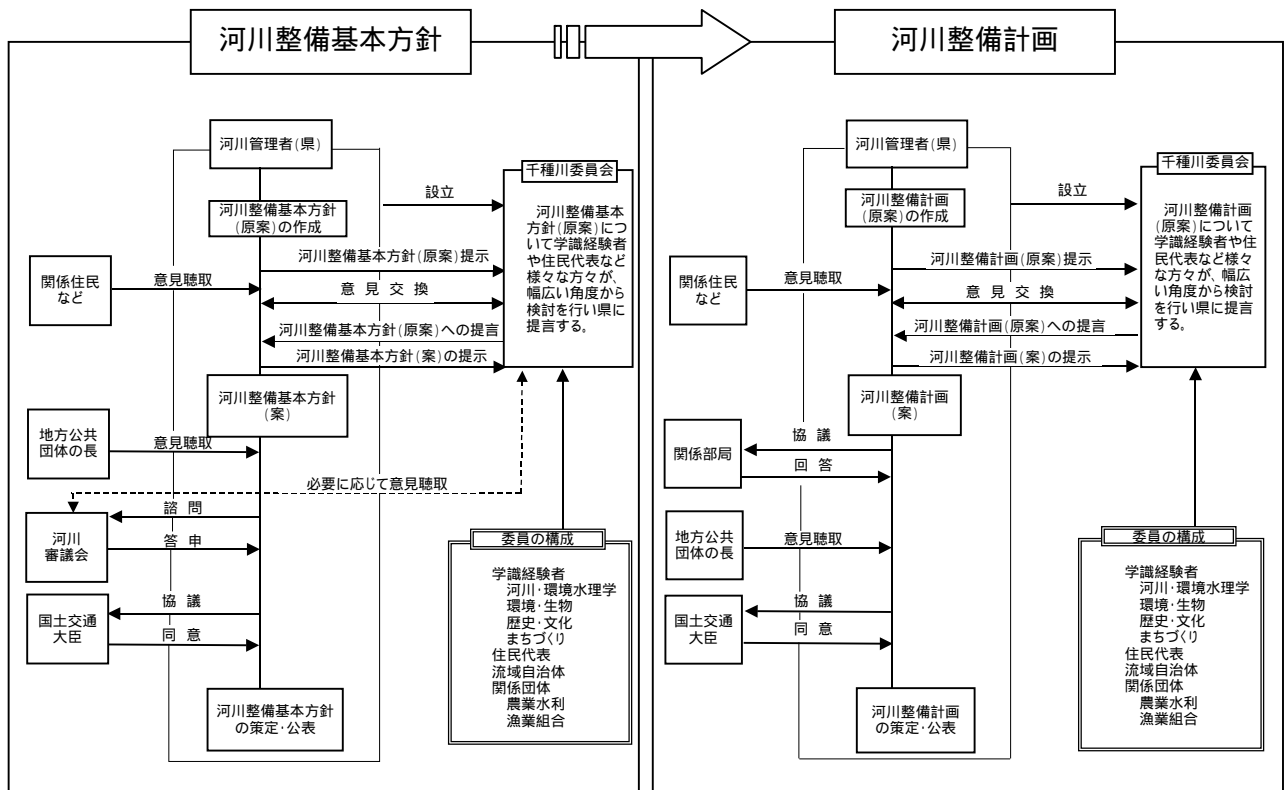 河川整備基本方針
河川管理者(県)
河川整備基本方針
(原案)の作成
設立
千種川委員会
河川整備基本
方針(原案)につ
いて学識経験者
や住民代表など
様々な方々が、
幅広い角度から
検討を行い県に
提言する。
関係住民
など
意見聴取
河川整備基本方針(原案)提示
意 見 交 換
河川整備基本方針(原案)への提言
河川整備基本方針(案)の提示
河川整備基本方針
(案)
地方公共
団体の長
意見聴取
必要に応じて意見聴取
河川
審議会
諮 問
答 申
国土交通
大臣
協 議
同 意
河川整備基本方針
の策定・公表
委員の構成
学識経験者
河川・環境水理学
環境・生物
歴史・文化
まちづくり
住民代表
流域自治体
関係団体
農業水利
漁業組合
河川整備計画
河川管理者(県)
河川整備計画
(原案)の作成
設立
千種川委員会
河川整備計画
(原案)について
学識経験者や住
民代表など様々
な方々が、幅広
い角度から検討
を行い県に提言
する。
関係住民
など
意見聴取
河川整備計画(原案)提示
意 見 交 換
河川整備計画(原案)への提言
河川整備計画(案)の提示
河川整備計画
(案)
関係部局
協 議
回 答
地方公共
団体の長
意見聴取
国土交通
大臣
協 議
同 意
河川整備計画
の策定・公表
委員の構成
学識経験者
河川・環境水理学
環境・生物
歴史・文化
まちづくり
住民代表
流域自治体
関係団体
農業水利
漁業組合